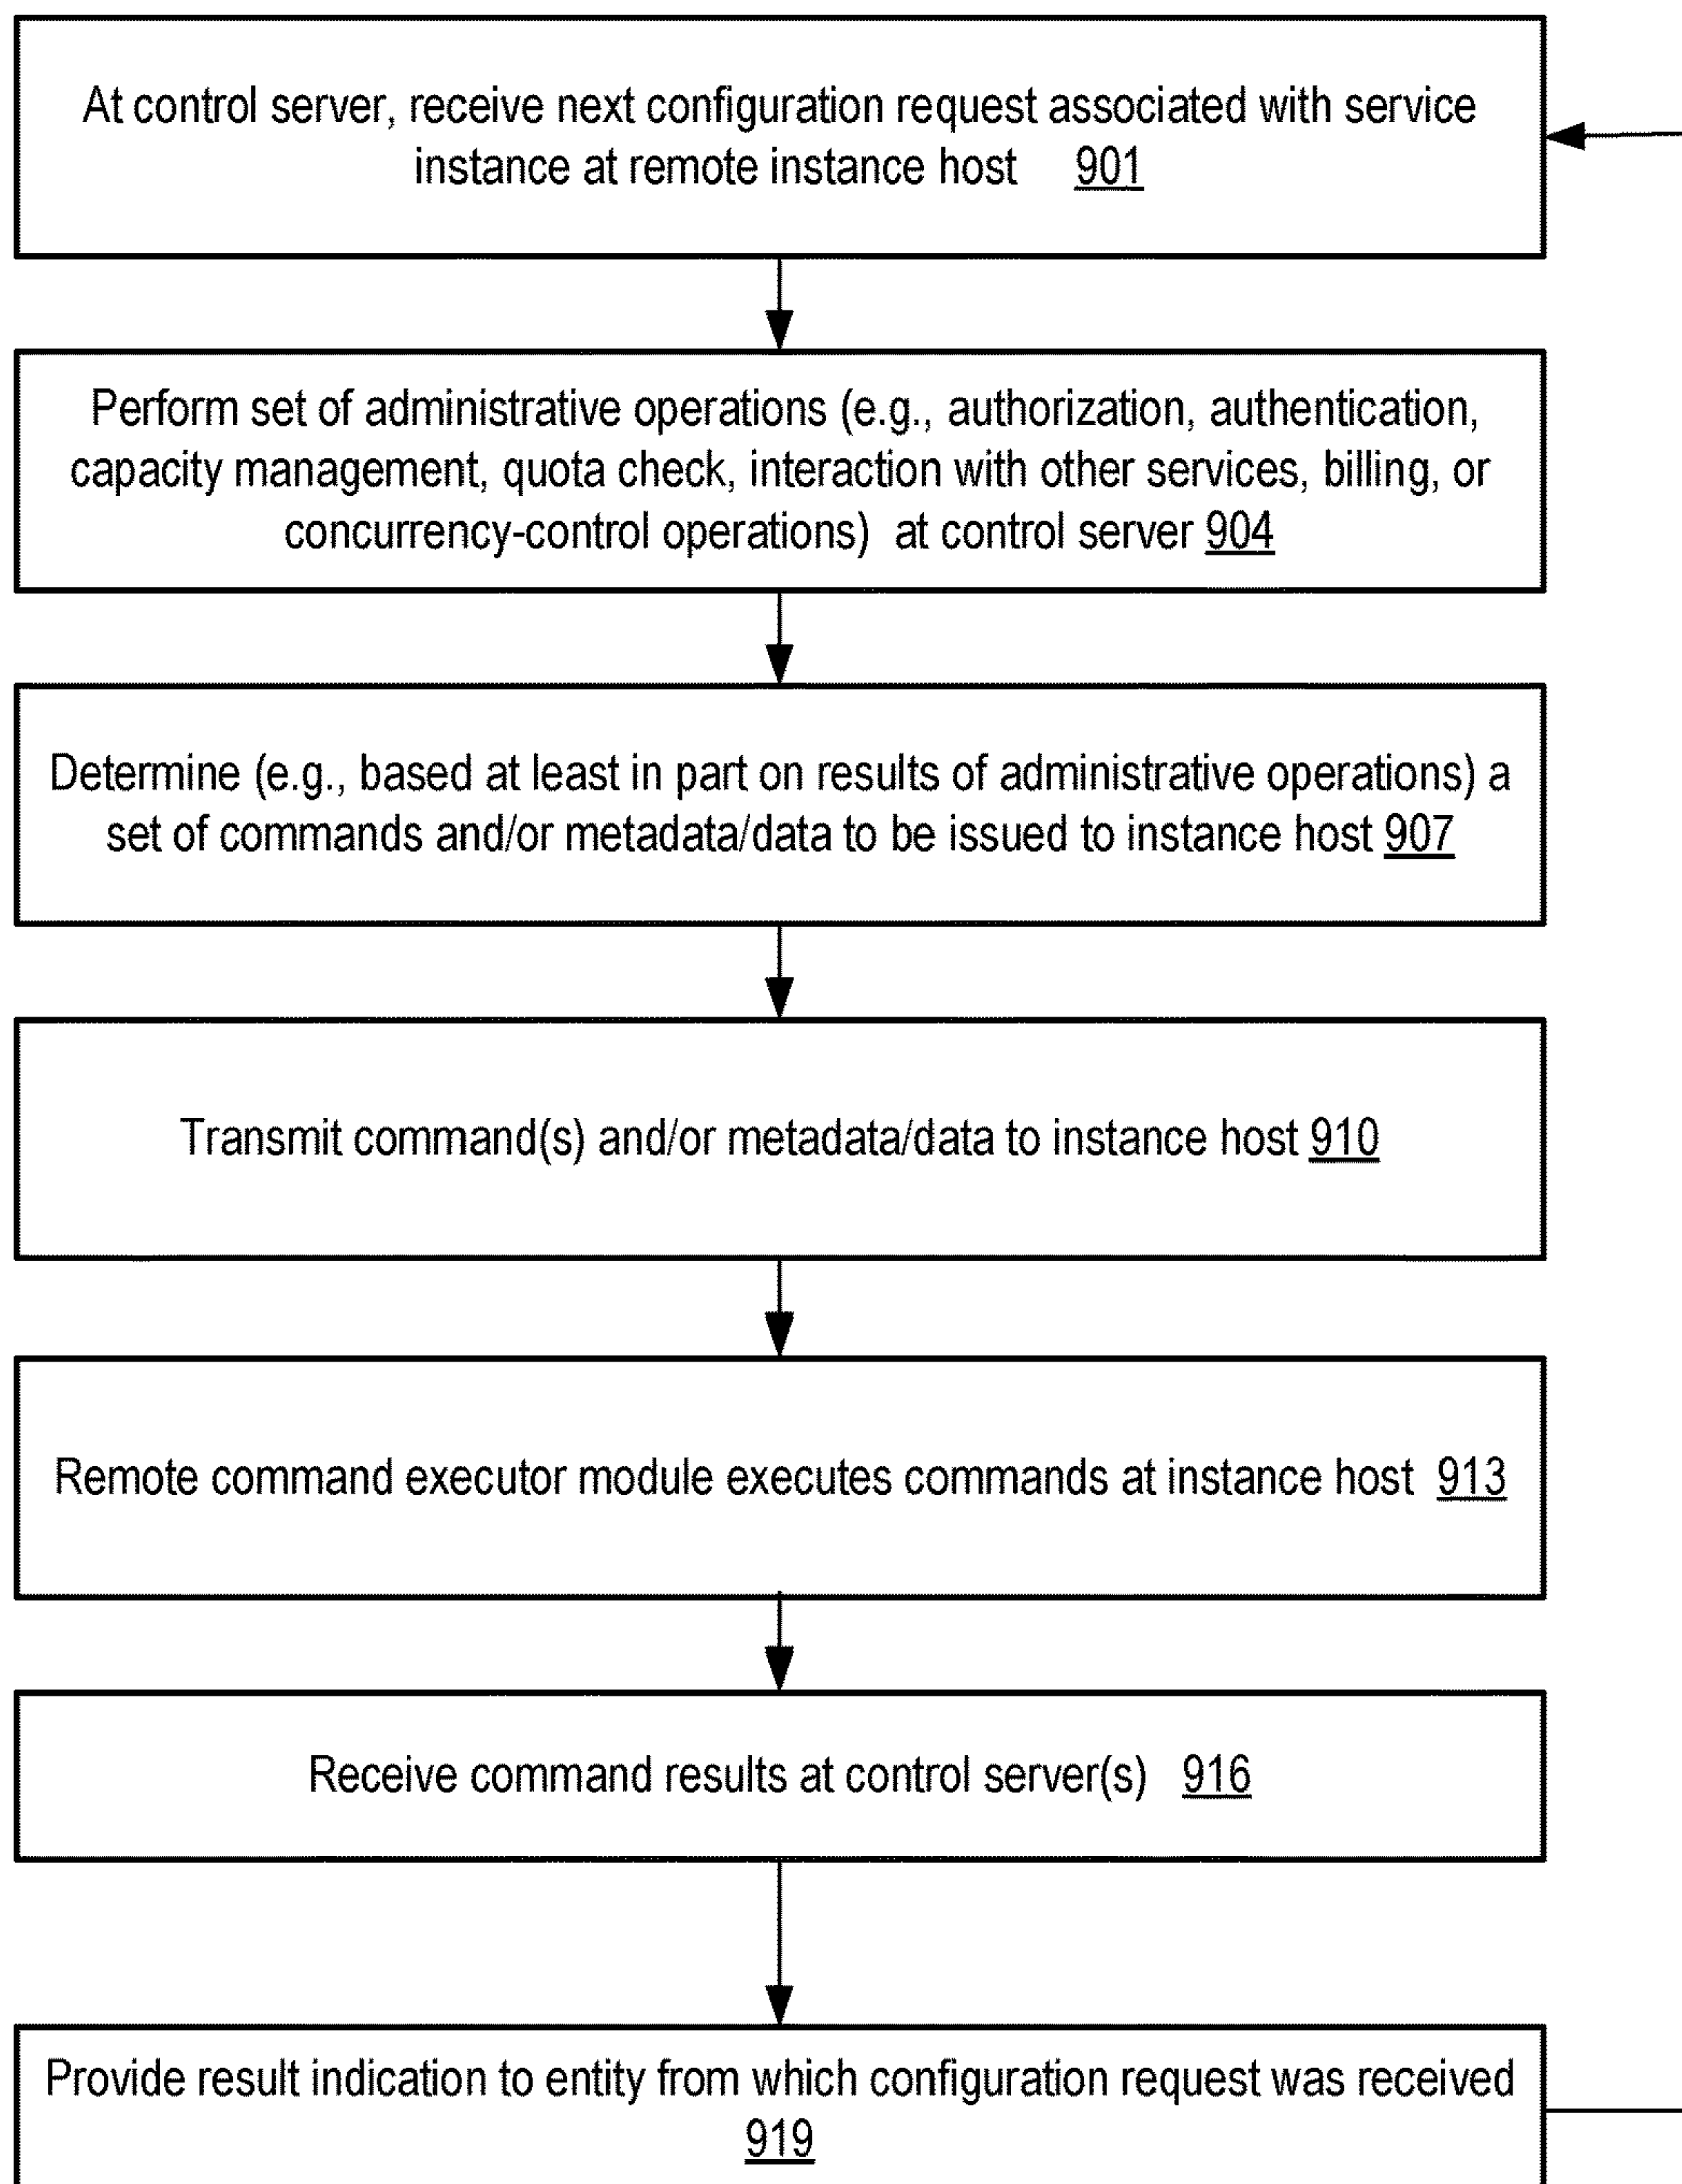 At control server, receive next configuration request associated with service
instance at remote instance host 901
Perform set of administrative operations (e.g., authorization, authentication,
capacity management, quota check, interaction with other services, billing, or
concurrency-control operations) at control server 904
Determine (e.g., based at least in part on results of administrative operations) a
set of commands and/or metadata/data to be issued to instance host 907
Transmit command(s) and/or metadata/data to instance host 910
Remote command executor module executes commands at instance host 913
Receive command results at control server(s) 916
Provide result indication to entity from which configuration request was received
919